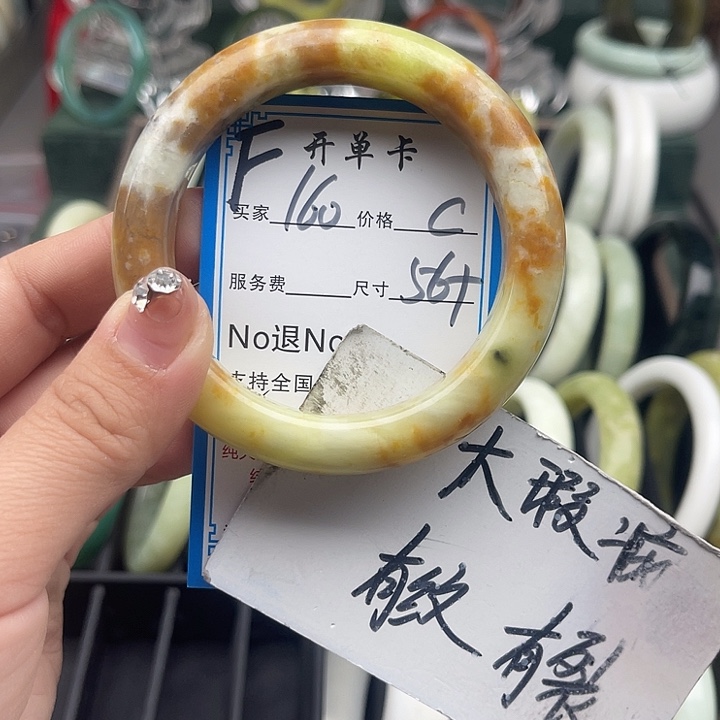 F 开单卡
买家 160 价格 C
服务费 尺寸 56+
No退No
支持全国
大瑕疵
有纹 有裂